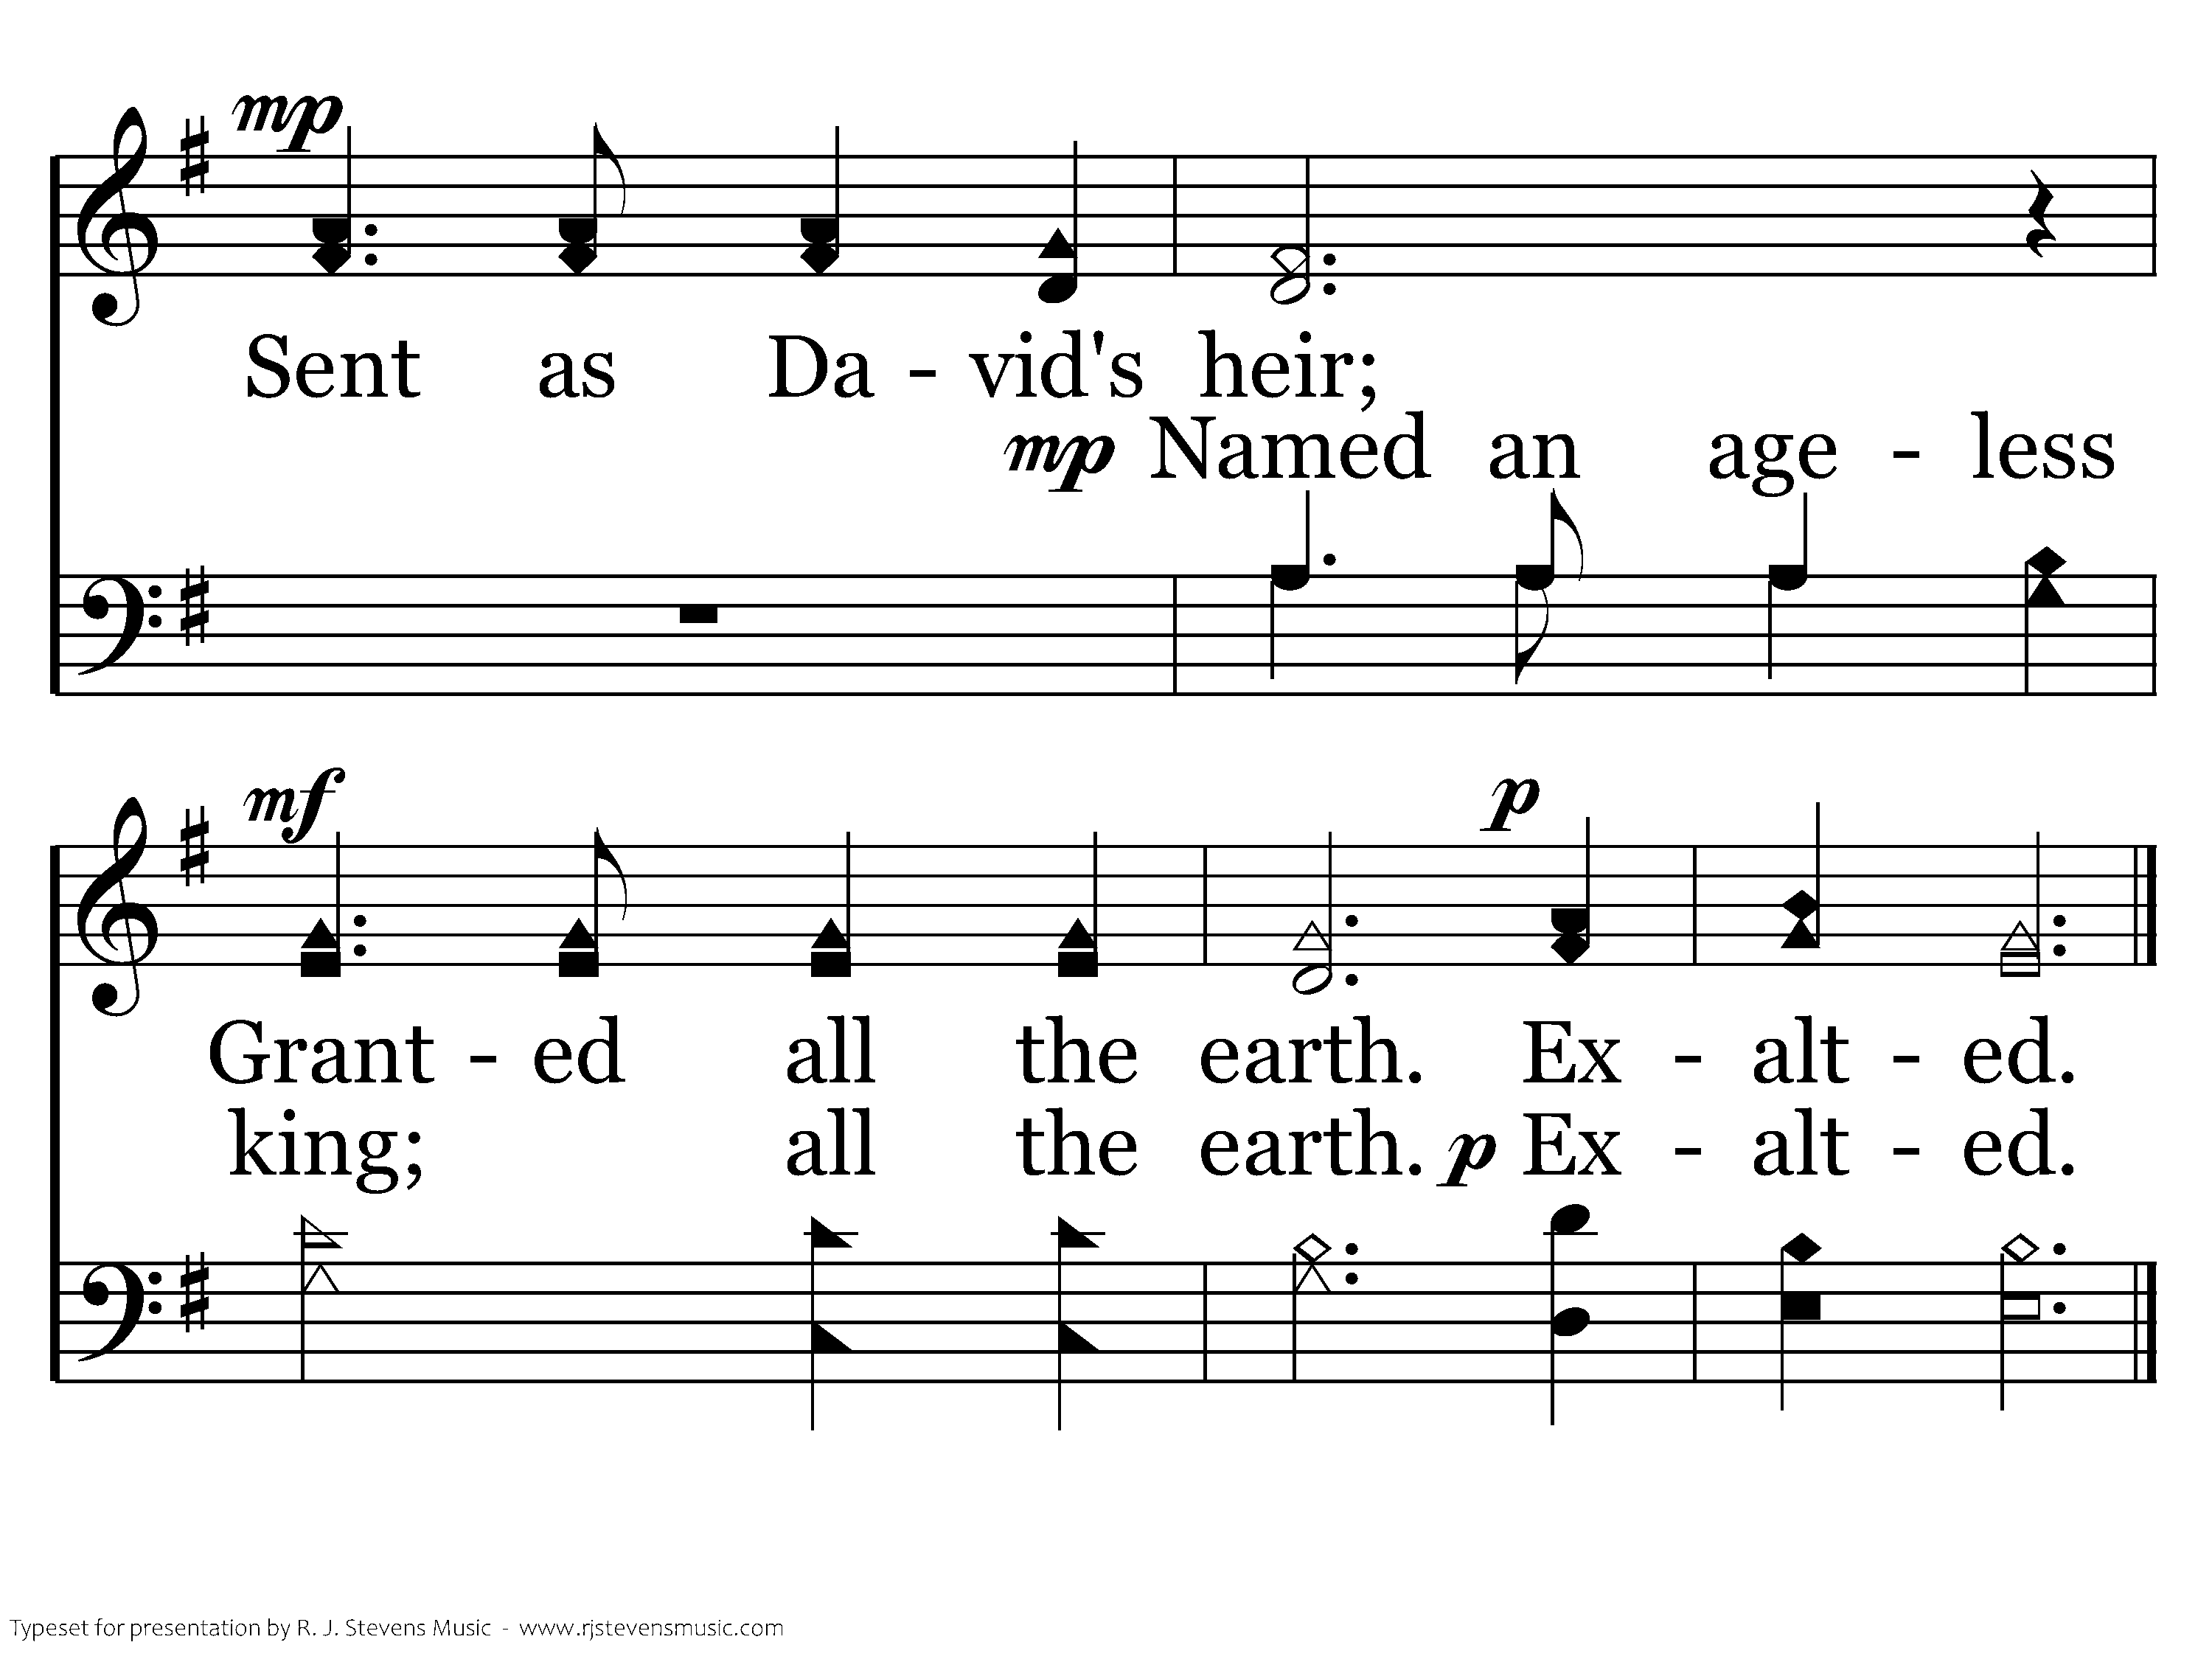 mp
Sent as Da - vid's heir;
mp Named an age - less
mf p
Grant - ed all the earth. Ex - alt - ed.
king; all the earth. p Ex - alt - ed.
Typeset for presentation by R. J. Stevens Music - www.rjstevensmusic.com